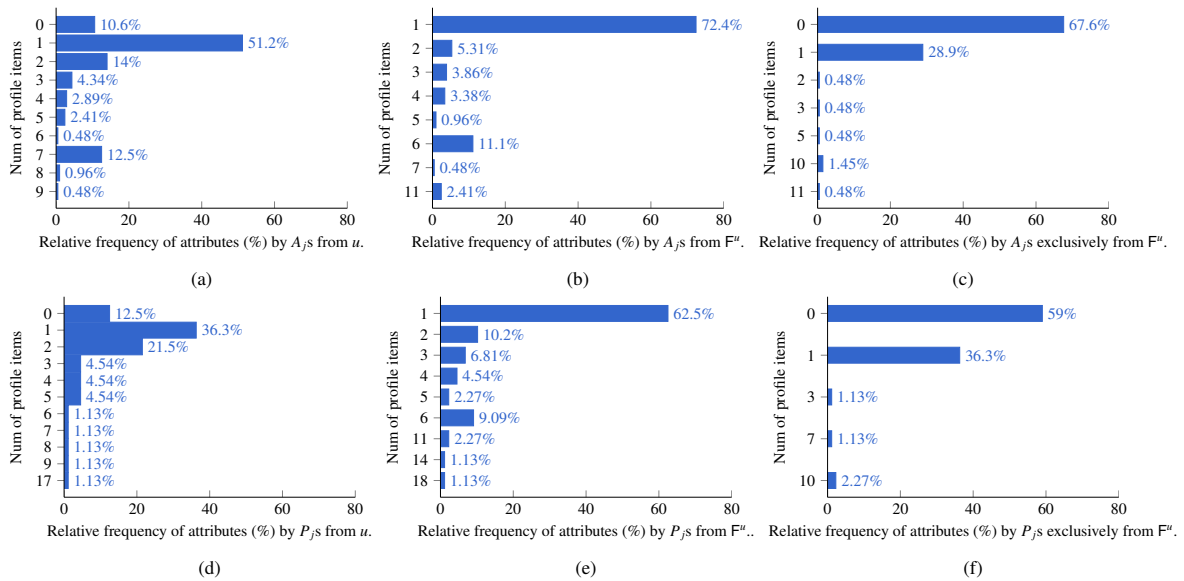 Num of profile items
0 10.6%
1 51.2%
2 14%
3 4.34%
4 2.89%
5 2.41%
6 0.48%
7 12.5%
8 0.96%
9 0.48%
0 20 40 60 80
Relative frequency of attributes (%) by Ajs from u.
(a)
Num of profile items
1 72.4%
2 5.31%
3 3.86%
4 3.38%
5 0.96%
6 11.1%
7 0.48%
11 2.41%
0 20 40 60 80
Relative frequency of attributes (%) by Ajs from Fᵘ.
(b)
Num of profile items
0 67.6%
1 28.9%
2 0.48%
3 0.48%
5 0.48%
10 1.45%
11 0.48%
0 20 40 60 80
Relative frequency of attributes (%) by Ajs exclusively from Fᵘ.
(c)
Num of profile items
0 12.5%
1 36.3%
2 21.5%
3 4.54%
4 4.54%
5 4.54%
6 1.13%
7 1.13%
8 1.13%
9 1.13%
17 1.13%
0 20 40 60 80
Relative frequency of attributes (%) by Pjs from u.
(d)
Num of profile items
1 62.5%
2 10.2%
3 6.81%
4 4.54%
5 2.27%
6 9.09%
11 2.27%
14 1.13%
18 1.13%
0 20 40 60 80
Relative frequency of attributes (%) by Pjs from Fᵘ..
(e)
Num of profile items
0 59%
1 36.3%
3 1.13%
7 1.13%
10 2.27%
0 20 40 60 80
Relative frequency of attributes (%) by Pjs exclusively from Fᵘ.
(f)